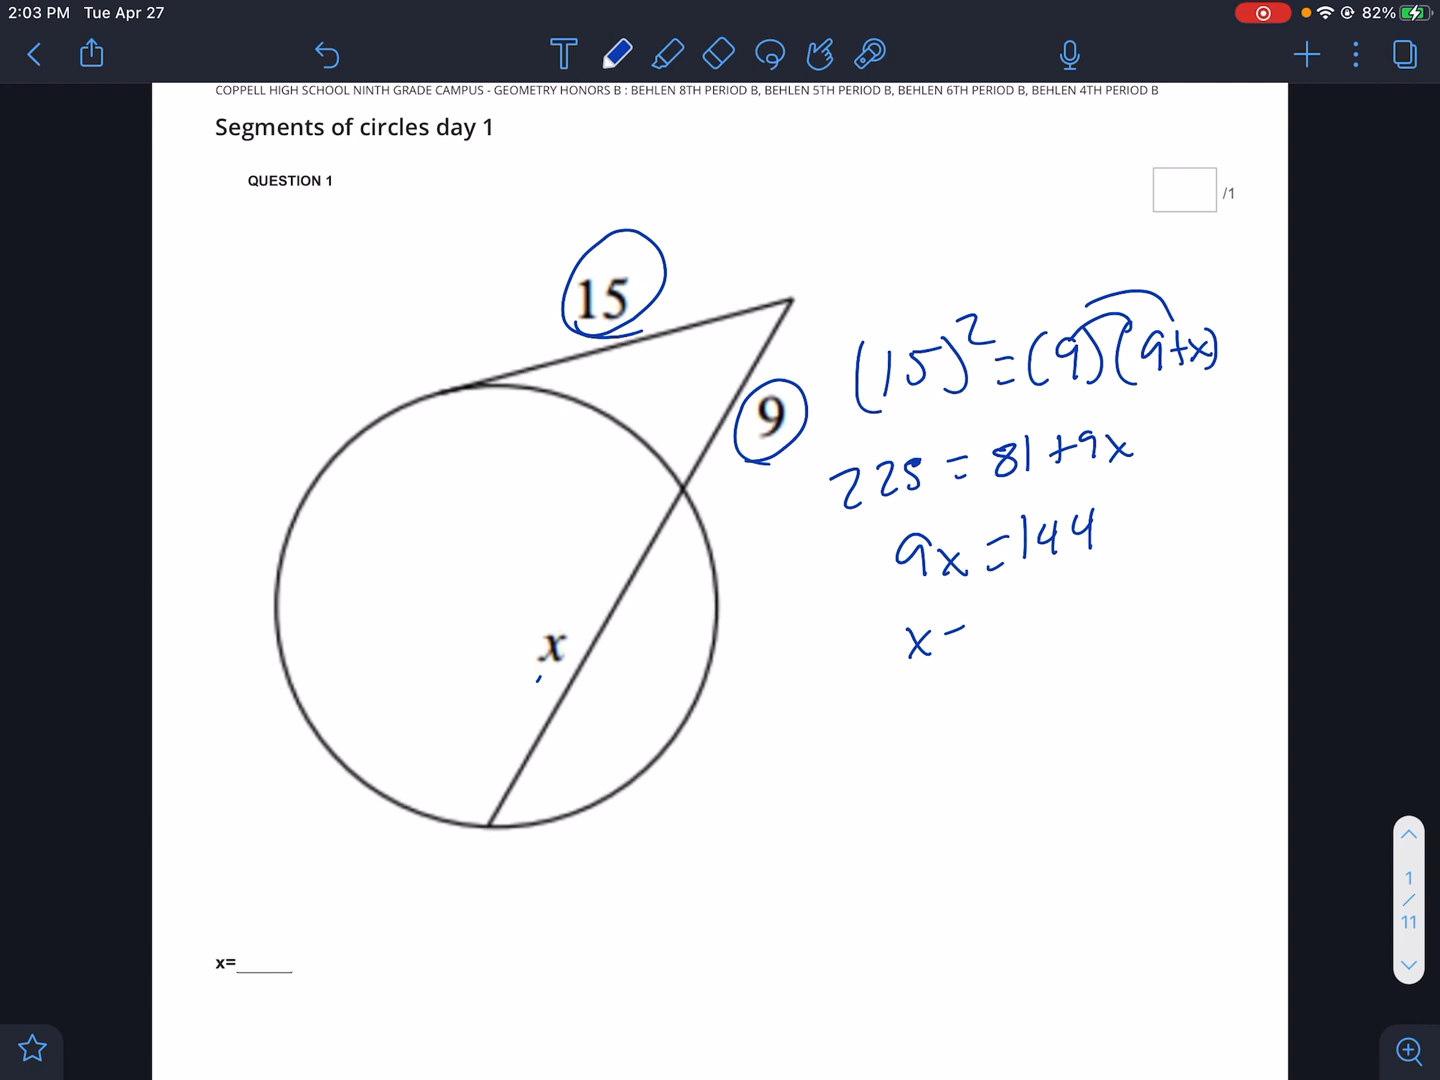 2:03 PM Tue Apr 27
82%
COPPELL HIGH SCHOOL NINTH GRADE CAMPUS - GEOMETRY HONORS B : BEHLEN 8TH PERIOD B, BEHLEN 5TH PERIOD B, BEHLEN 6TH PERIOD B, BEHLEN 4TH PERIOD B
Segments of circles day 1
QUESTION 1
/1
15
9
x
(15)² = (9)(9+x)
225 = 81 + 9x
9x = 144
x -
x=______
1
/
11